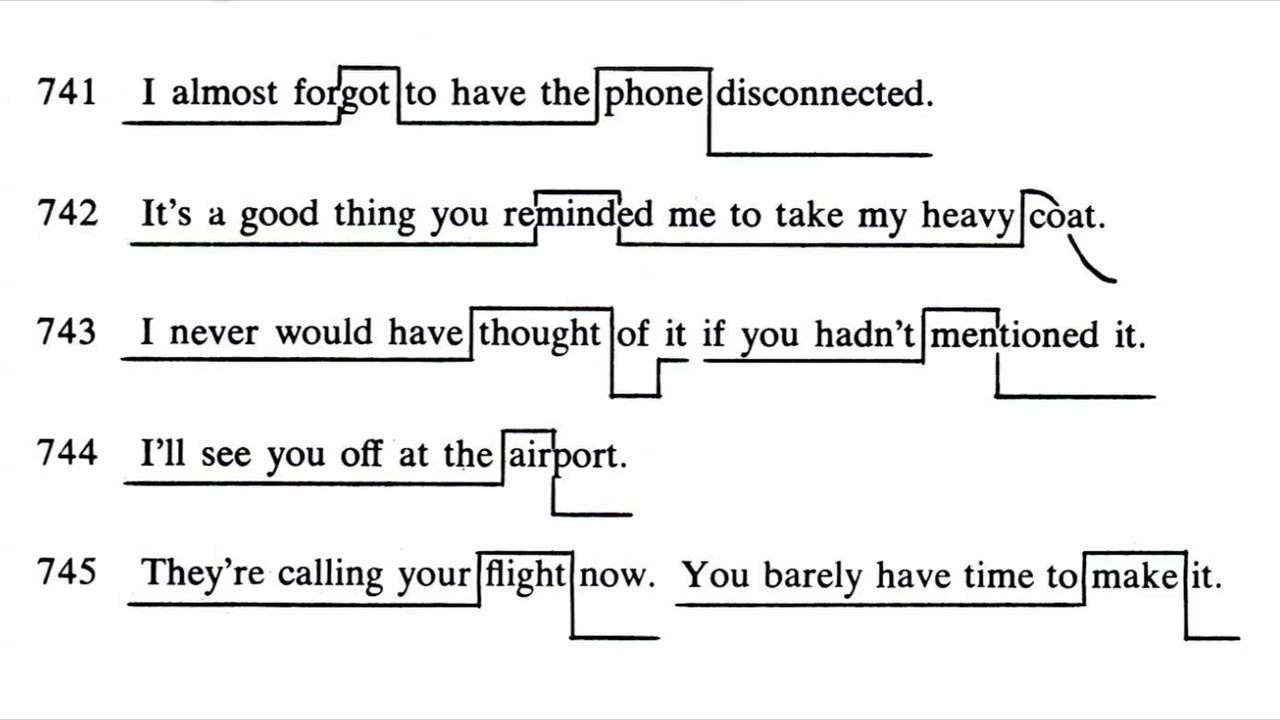 741 I almost forgot to have the phone disconnected.
742 It's a good thing you reminded me to take my heavy coat.
743 I never would have thought of it if you hadn't mentioned it.
744 I'll see you off at the airport.
745 They're calling your flight now. You barely have time to make it.